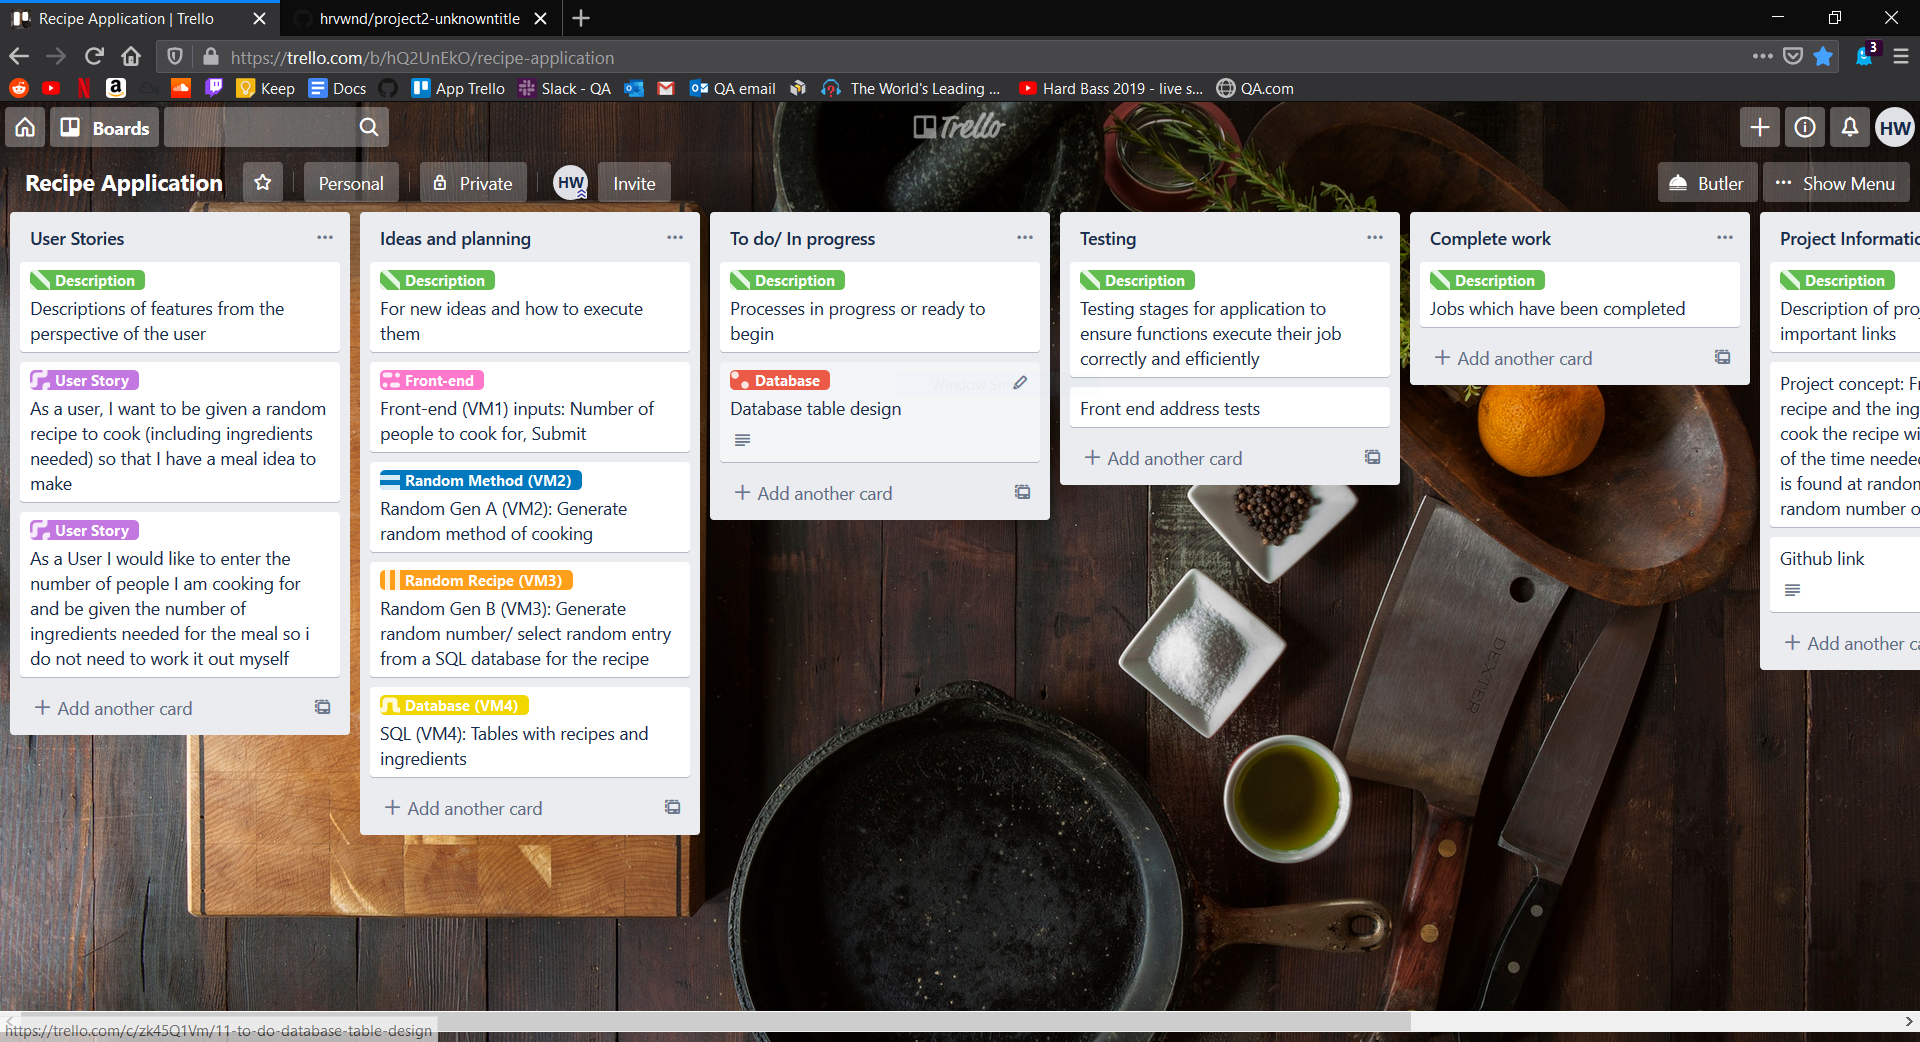 Recipe Application | Trello
hrvwnd/project2-unknowntitle
https://trello.com/b/hQ2UnEkO/recipe-application
3
Keep
Docs
App Trello
Slack - QA
QA email
The World's Leading ...
Hard Bass 2019 - live s...
QA.com
Boards
Trello
HW
Recipe Application
Personal
Private
HW
Invite
Butler
Show Menu
User Stories
Description
Descriptions of features from the
perspective of the user
User Story
As a user, I want to be given a random
recipe to cook (including ingredients
needed) so that I have a meal idea to
make
User Story
As a User I would like to enter the
number of people I am cooking for
and be given the number of
ingredients needed for the meal so i
do not need to work it out myself
Add another card
Ideas and planning
Description
For new ideas and how to execute
them
Front-end
Front-end (VM1) inputs: Number of
people to cook for, Submit
Random Method (VM2)
Random Gen A (VM2): Generate
random method of cooking
Random Recipe (VM3)
Random Gen B (VM3): Generate
random number/ select random entry
from a SQL database for the recipe
Database (VM4)
SQL (VM4): Tables with recipes and
ingredients
Add another card
To do/ In progress
Description
Processes in progress or ready to
begin
Database
Window
Database table design
Add another card
Testing
Description
Testing stages for application to
ensure functions execute their job
correctly and efficiently
Front end address tests
Add another card
Complete work
Description
Jobs which have been completed
Add another card
Project Informatic
Description
Description of proj
important links
Project concept: Fr
recipe and the ing
cook the recipe wi
of the time needed
is found at random
random number o
Github link
Add another ca
DEXTER
https://trello.com/c/zk45Q1Vm/11-to-do-database-table-design